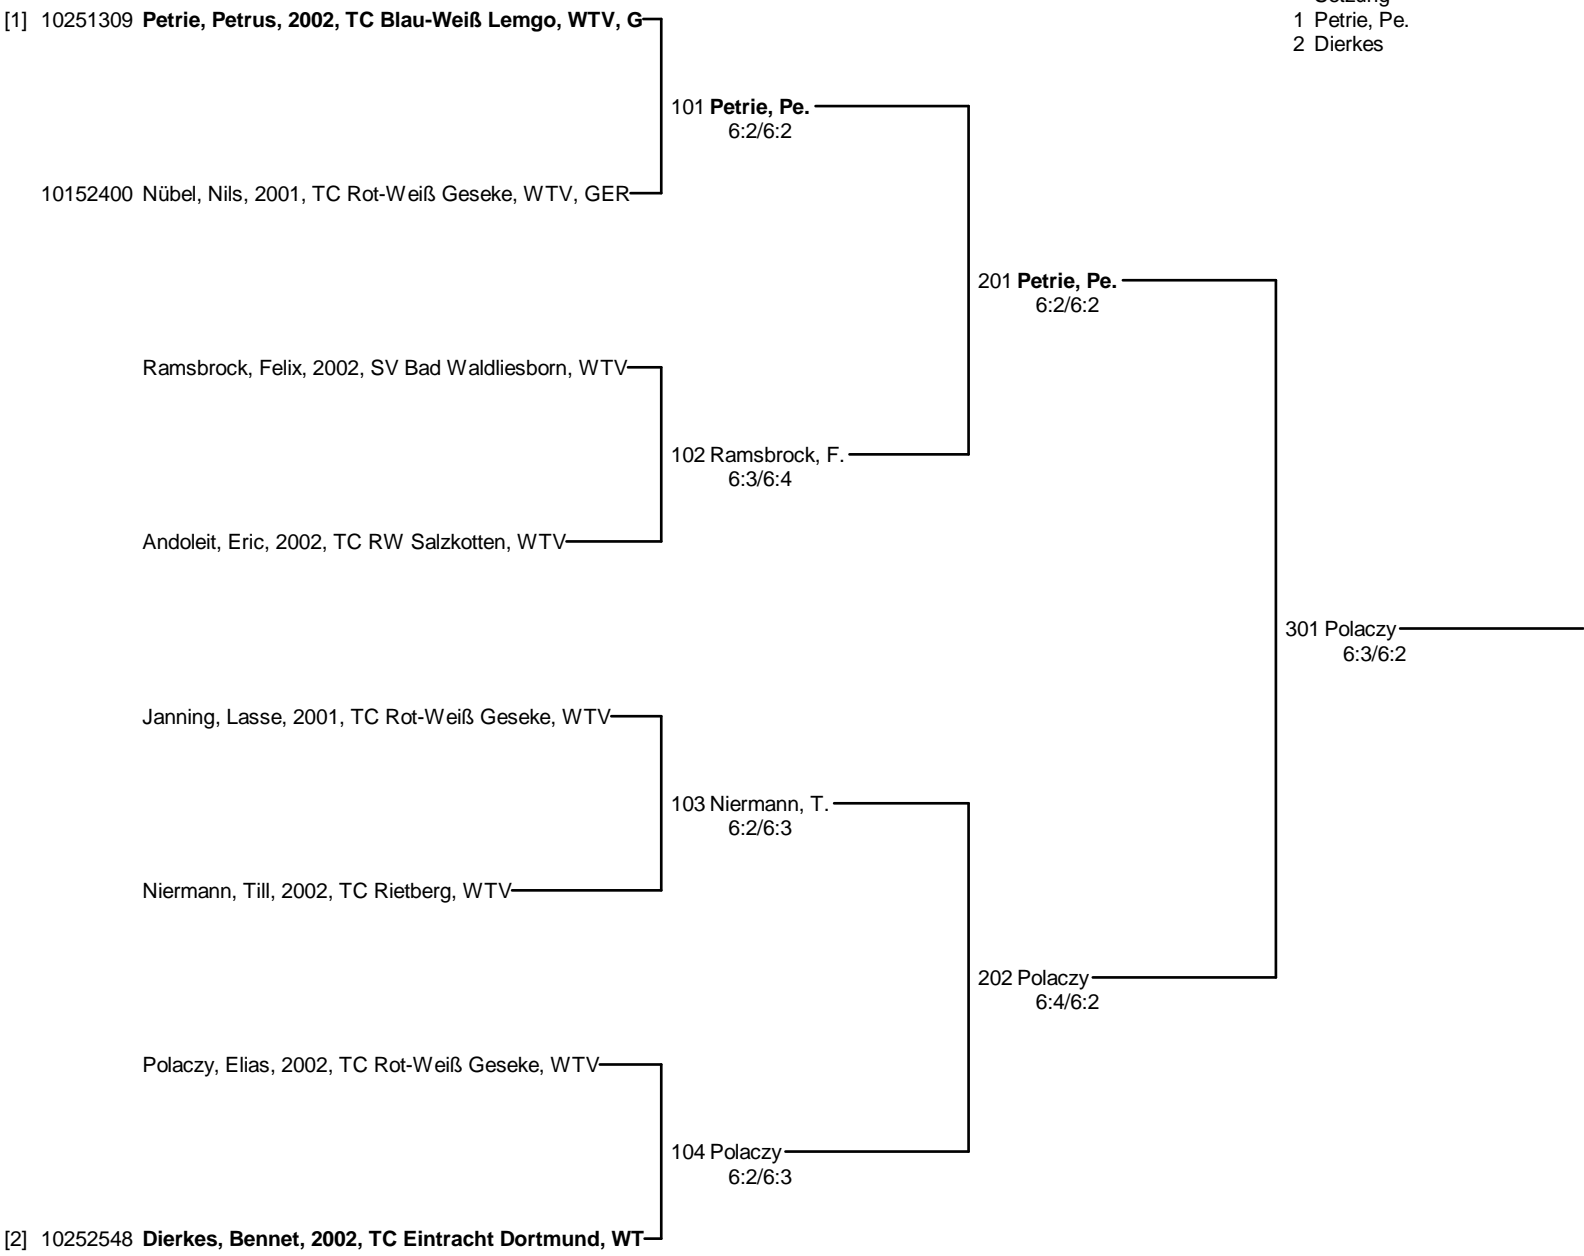 Setzung
[1] 10251309 Petrie, Petrus, 2002, TC Blau-Weiß Lemgo, WTV, G
1 Petrie, Pe.
2 Dierkes
101 Petrie, Pe.
6:2/6:2
10152400 Nübel, Nils, 2001, TC Rot-Weiß Geseke, WTV, GER
201 Petrie, Pe.
6:2/6:2
Ramsbrock, Felix, 2002, SV Bad Waldliesborn, WTV
102 Ramsbrock, F.
6:3/6:4
Andoleit, Eric, 2002, TC RW Salzkotten, WTV
301 Polaczy
6:3/6:2
Janning, Lasse, 2001, TC Rot-Weiß Geseke, WTV
103 Niermann, T.
6:2/6:3
Niermann, Till, 2002, TC Rietberg, WTV
202 Polaczy
6:4/6:2
Polaczy, Elias, 2002, TC Rot-Weiß Geseke, WTV
104 Polaczy
6:2/6:3
[2] 10252548 Dierkes, Bennet, 2002, TC Eintracht Dortmund, WT